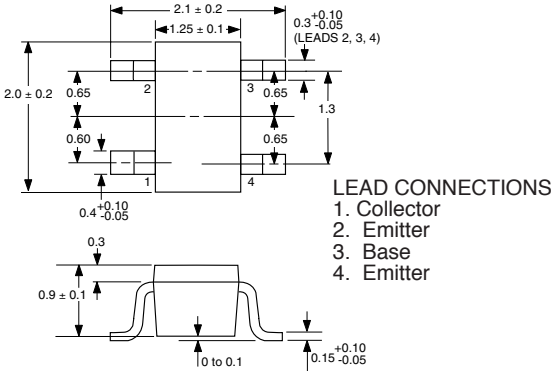 2.1 ± 0.2
1.25 ± 0.1
0.3 +0.10 -0.05
(LEADS 2, 3, 4)
2
3
2.0 ± 0.2
0.65
0.65
1.3
0.60
0.65
1
4
0.4 +0.10 -0.05
LEAD CONNECTIONS
1. Collector
2. Emitter
3. Base
4. Emitter
0.3
0.9 ± 0.1
0 to 0.1
0.15 +0.10 -0.05